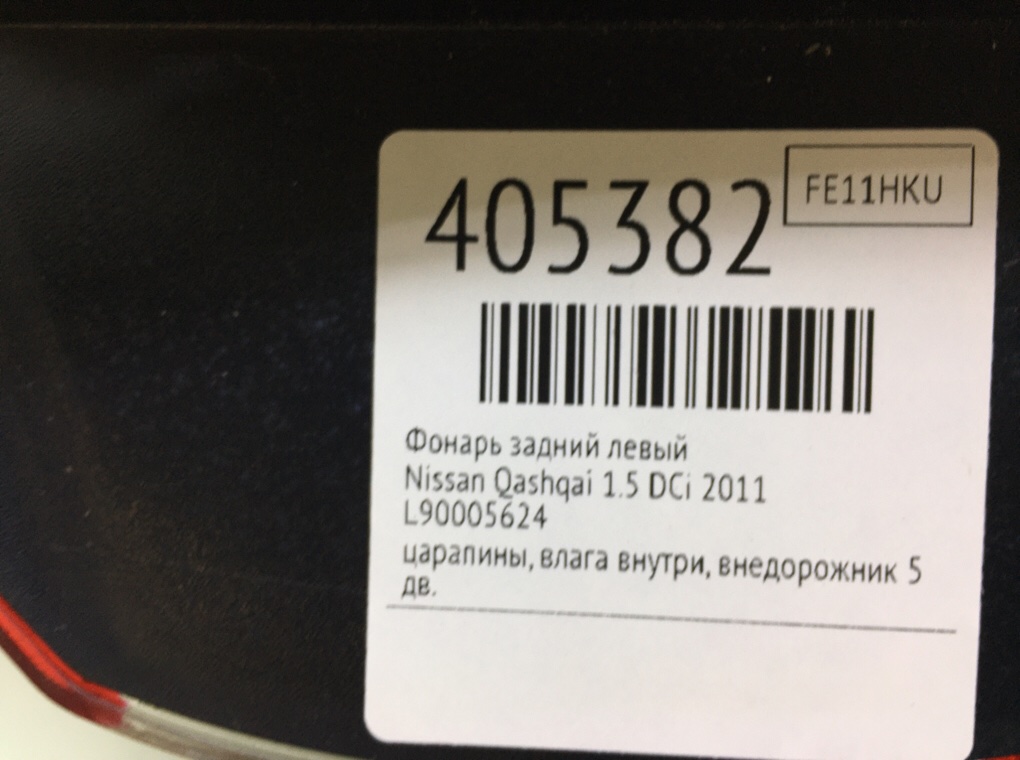 405382
FE11HKU
Фонарь задний левый
Nissan Qashqai 1.5 DCi 2011
L90005624
царапины, влага внутри, внедорожник 5
дв.